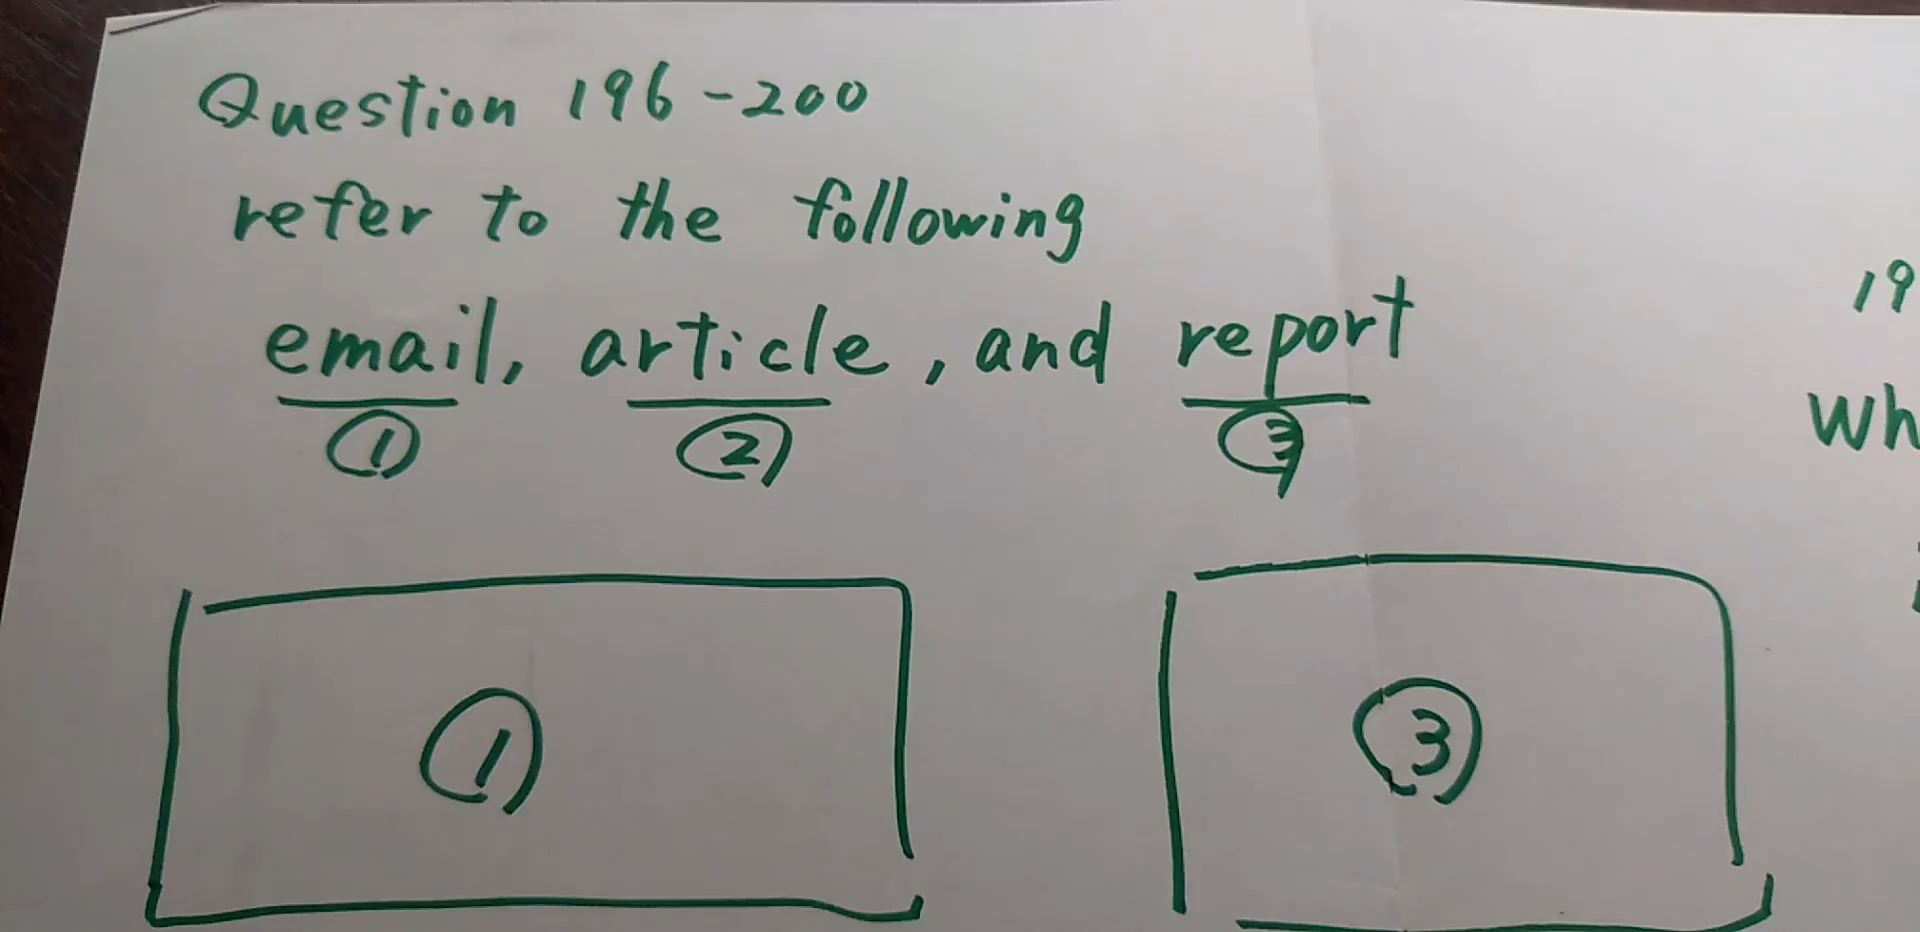 Question 196-200
refer to the following
email, article, and report
① ② ③
① ③
19
Wh